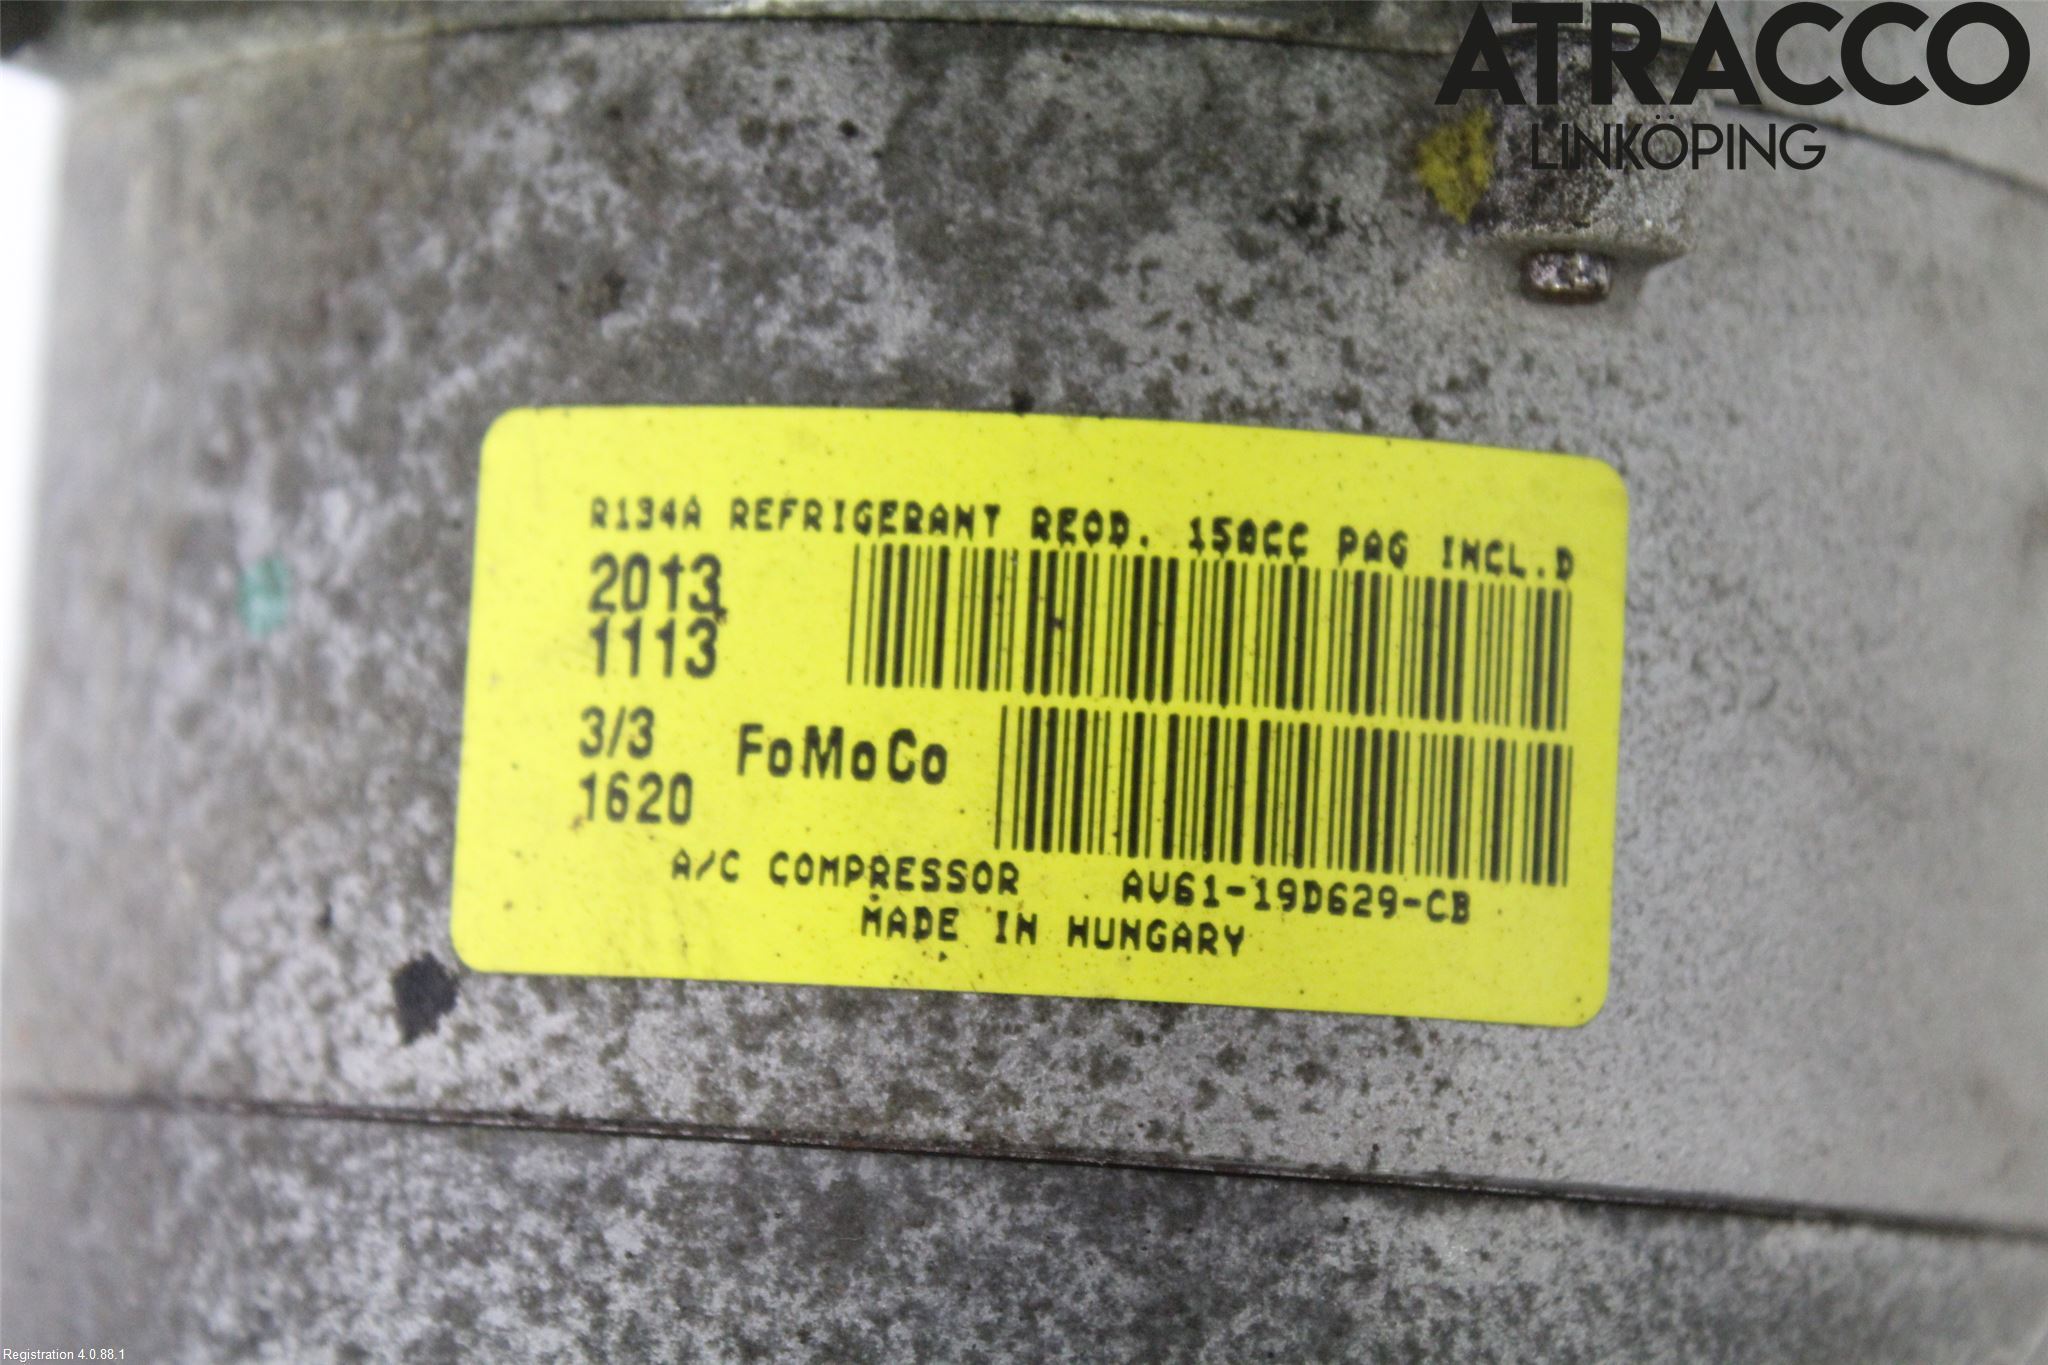 ATRACCO
LINKÖPING
R134A REFRIGERANT REQD. 150CC PAG INCL.D
2013
1113
3/3
FoMoCo
1620
A/C COMPRESSOR AV61-19D629-CB
MADE IN HUNGARY
Registration 4.0.88.1